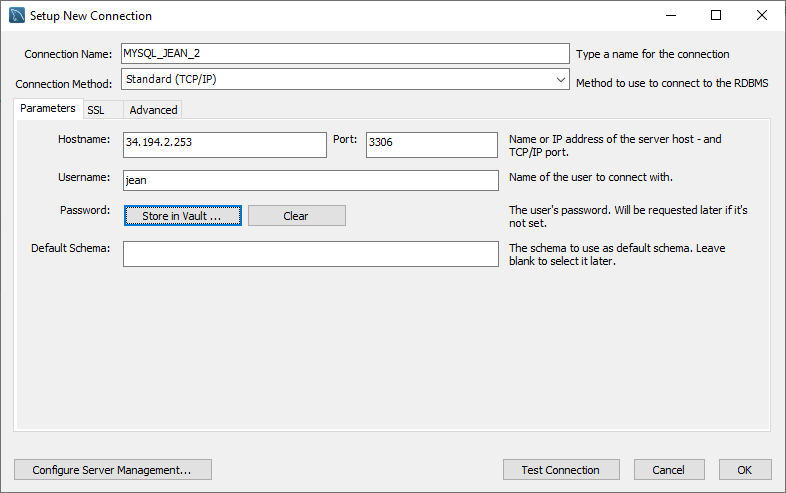 Setup New Connection
Connection Name: MYSQL_JEAN_2 Type a name for the connection
Connection Method: Standard (TCP/IP) Method to use to connect to the RDBMS
Parameters SSL Advanced
Hostname: 34.194.2.253 Port: 3306 Name or IP address of the server host - and
TCP/IP port.
Username: jean Name of the user to connect with.
Password: Store in Vault ... Clear The user's password. Will be requested later if it's
not set.
Default Schema: The schema to use as default schema. Leave
blank to select it later.
Configure Server Management... Test Connection Cancel OK